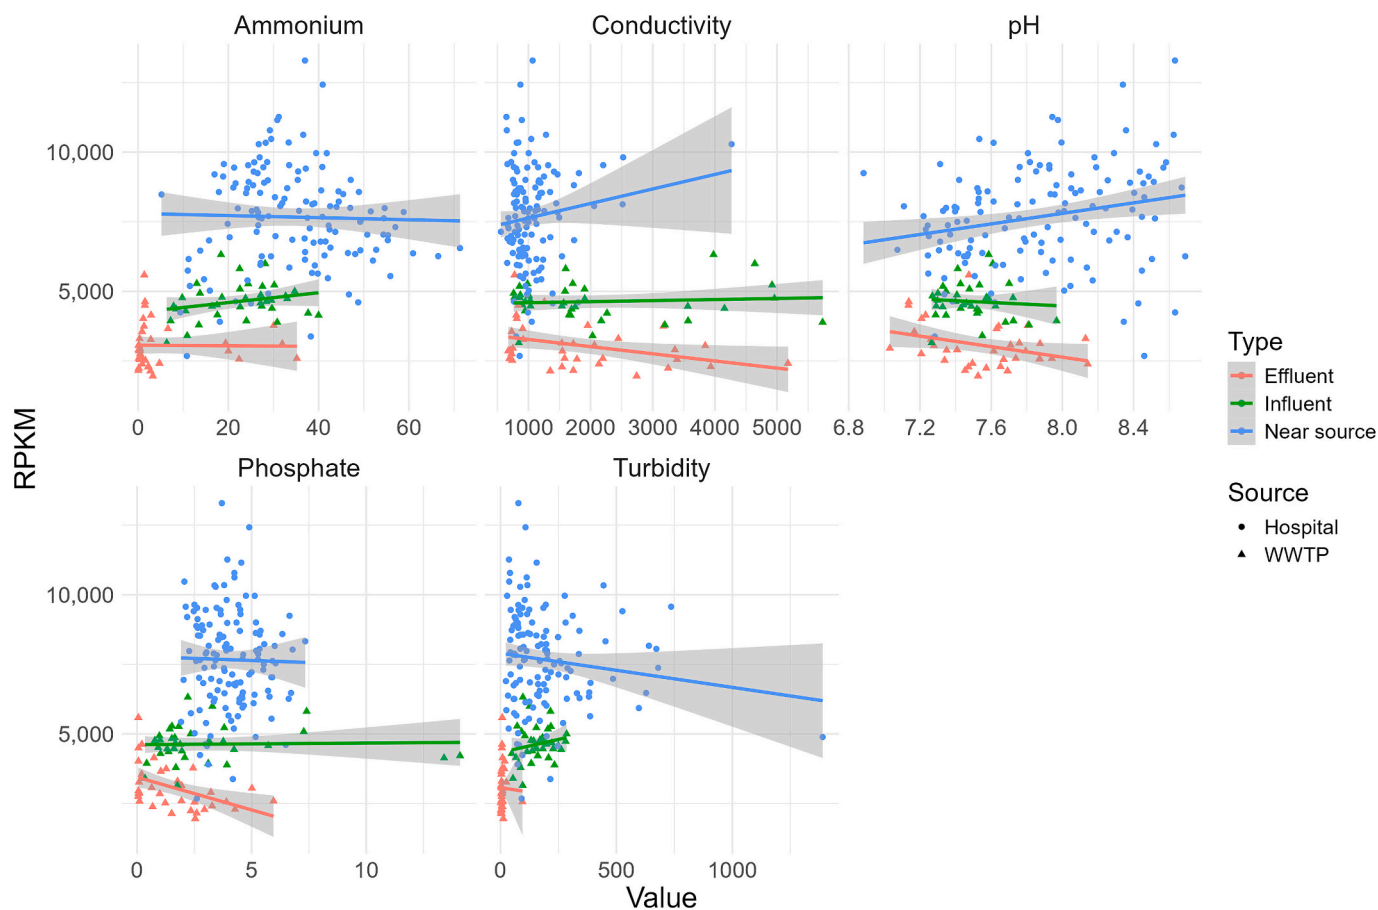 Ammonium Conductivity pH
10,000
5,000
0 20 40 60 1000 2000 3000 4000 5000 6.8 7.2 7.6 8.0 8.4
Phosphate Turbidity
10,000
5,000
0 5 10 0 500 1000
RPKM
Value
Type
Effluent
Influent
Near source
Source
Hospital
WWTP